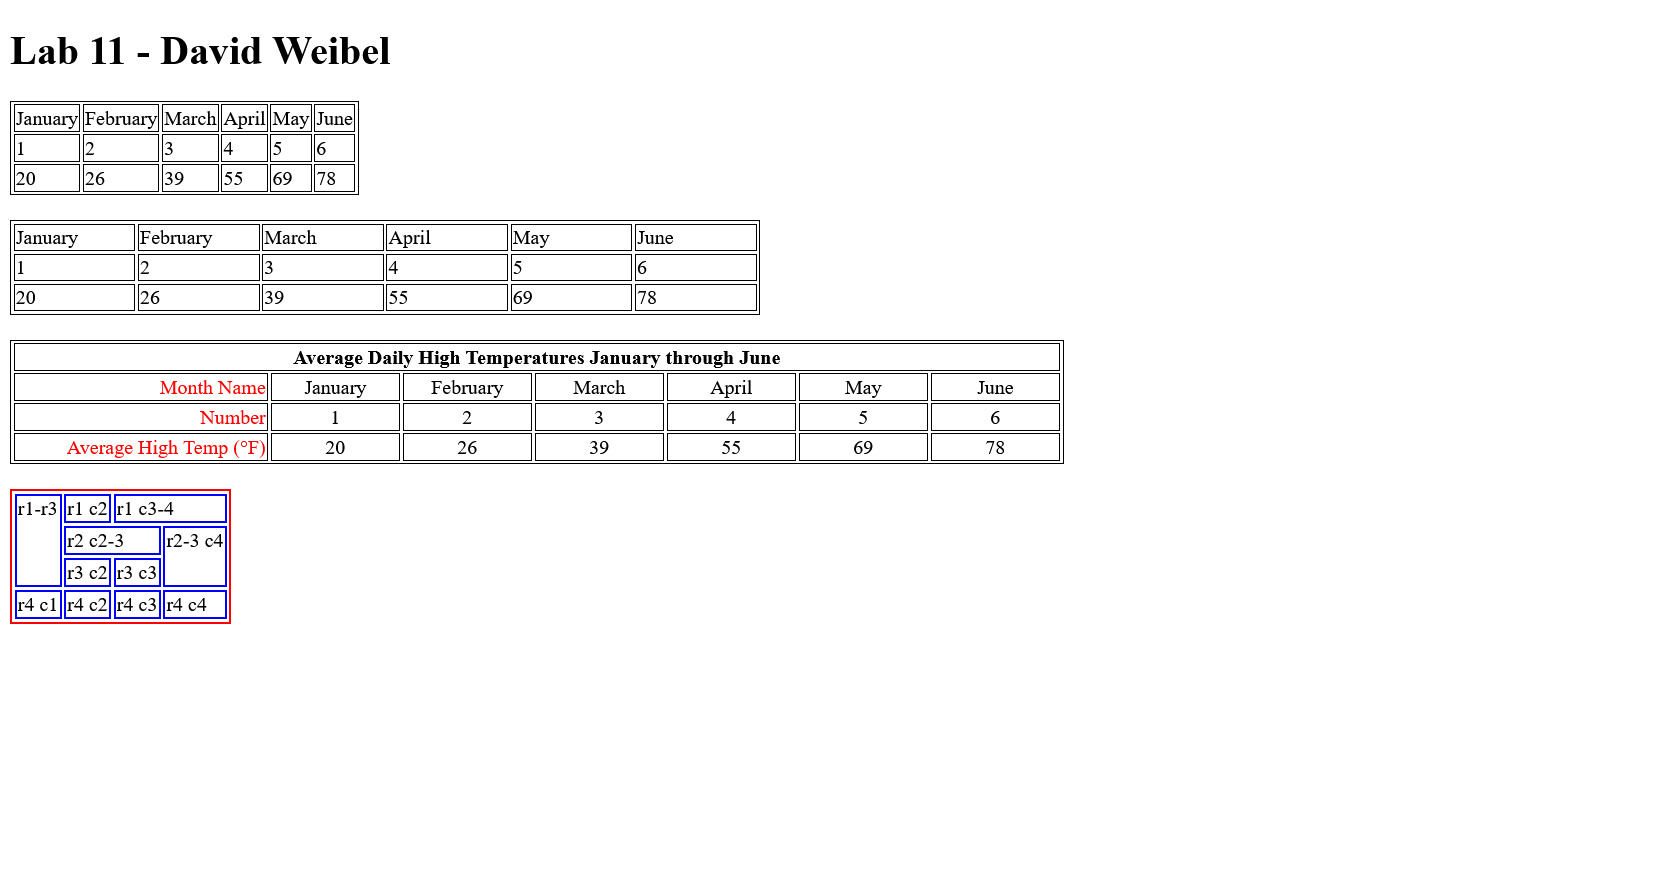 Lab 11 - David Weibel
January February March April May June
1 2 3 4 5 6
20 26 39 55 69 78
January February March April May June
1 2 3 4 5 6
20 26 39 55 69 78
Average Daily High Temperatures January through June
Month Name January February March April May June
Number 1 2 3 4 5 6
Average High Temp (°F) 20 26 39 55 69 78
r1-r3 r1 c2 r1 c3-4
r2 c2-3 r2-3 c4
r3 c2 r3 c3
r4 c1 r4 c2 r4 c3 r4 c4